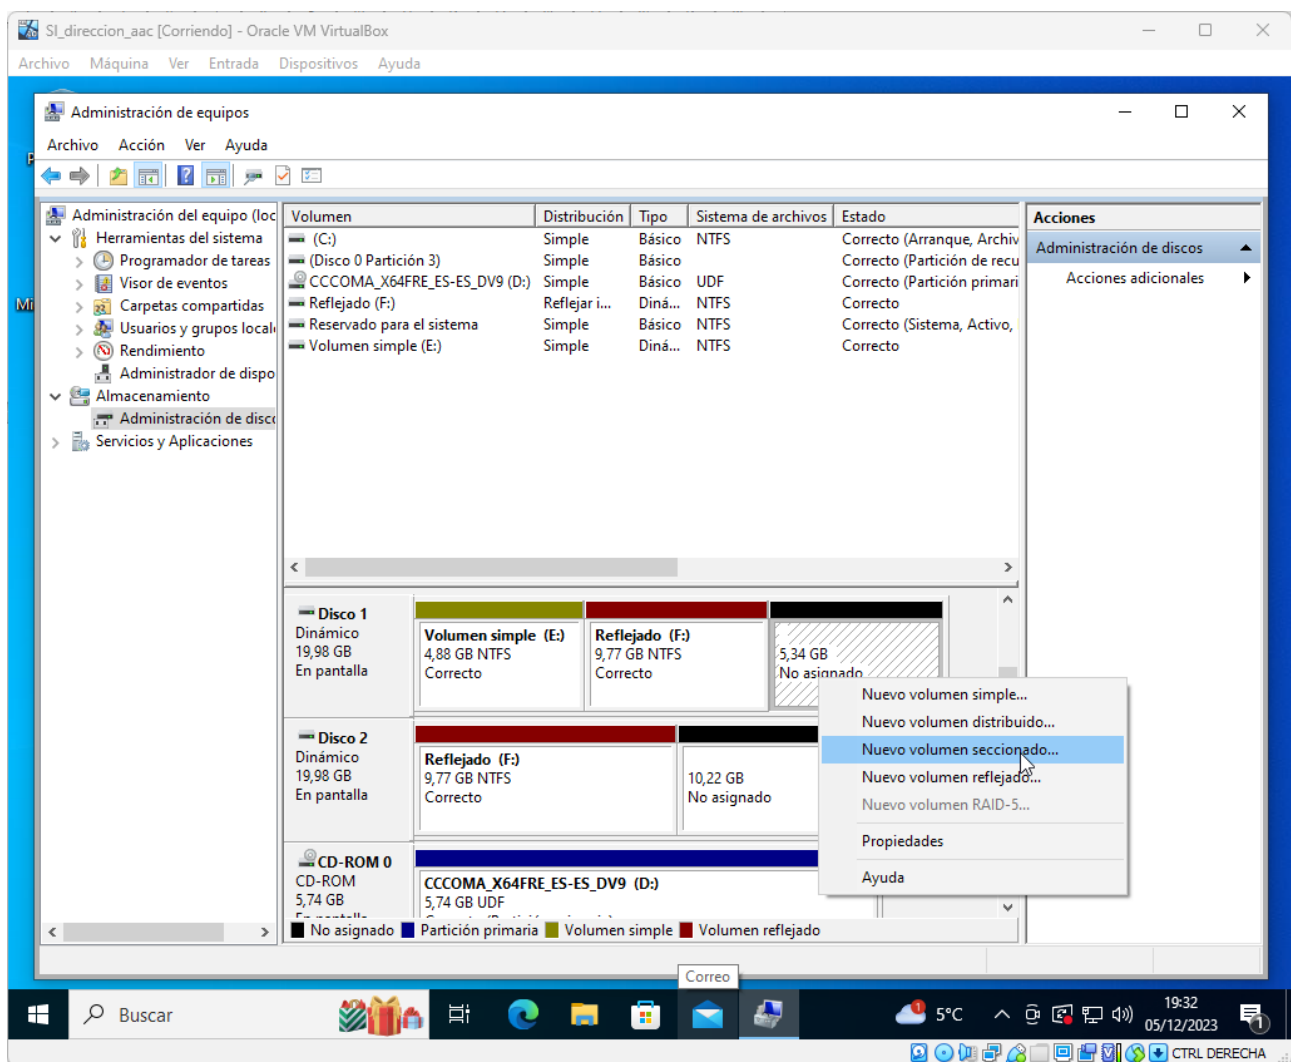 SI_direccion_aac [Corriendo] - Oracle VM VirtualBox
Archivo Máquina Ver Entrada Dispositivos Ayuda
Administración de equipos
Archivo Acción Ver Ayuda
Administración del equipo (loc
Herramientas del sistema
Programador de tareas
Visor de eventos
Carpetas compartidas
Usuarios y grupos local
Rendimiento
Administrador de dispo
Almacenamiento
Administración de disc
Servicios y Aplicaciones
Volumen Distribución Tipo Sistema de archivos Estado
(C:) Simple Básico NTFS Correcto (Arranque, Archiv
(Disco 0 Partición 3) Simple Básico Correcto (Partición de recu
CCCOMA_X64FRE_ES-ES_DV9 (D:) Simple Básico UDF Correcto (Partición primari
Reflejado (F:) Reflejar i... Diná... NTFS Correcto
Reservado para el sistema Simple Básico NTFS Correcto (Sistema, Activo,
Volumen simple (E:) Simple Diná... NTFS Correcto
Acciones
Administración de discos
Acciones adicionales
Mi
Disco 1
Dinámico
19,98 GB
En pantalla
Volumen simple (E:)
4,88 GB NTFS
Correcto
Reflejado (F:)
9,77 GB NTFS
Correcto
5,34 GB
No asignado
Disco 2
Dinámico
19,98 GB
En pantalla
Reflejado (F:)
9,77 GB NTFS
Correcto
10,22 GB
No asignado
CD-ROM 0
CD-ROM
5,74 GB
CCCOMA_X64FRE_ES-ES_DV9 (D:)
5,74 GB UDF
Nuevo volumen simple...
Nuevo volumen distribuido...
Nuevo volumen seccionado...
Nuevo volumen reflejado...
Nuevo volumen RAID-5...
Propiedades
Ayuda
No asignado Partición primaria Volumen simple Volumen reflejado
Correo
Buscar
1
5°C
19:32
05/12/2023
1
CTRL DERECHA